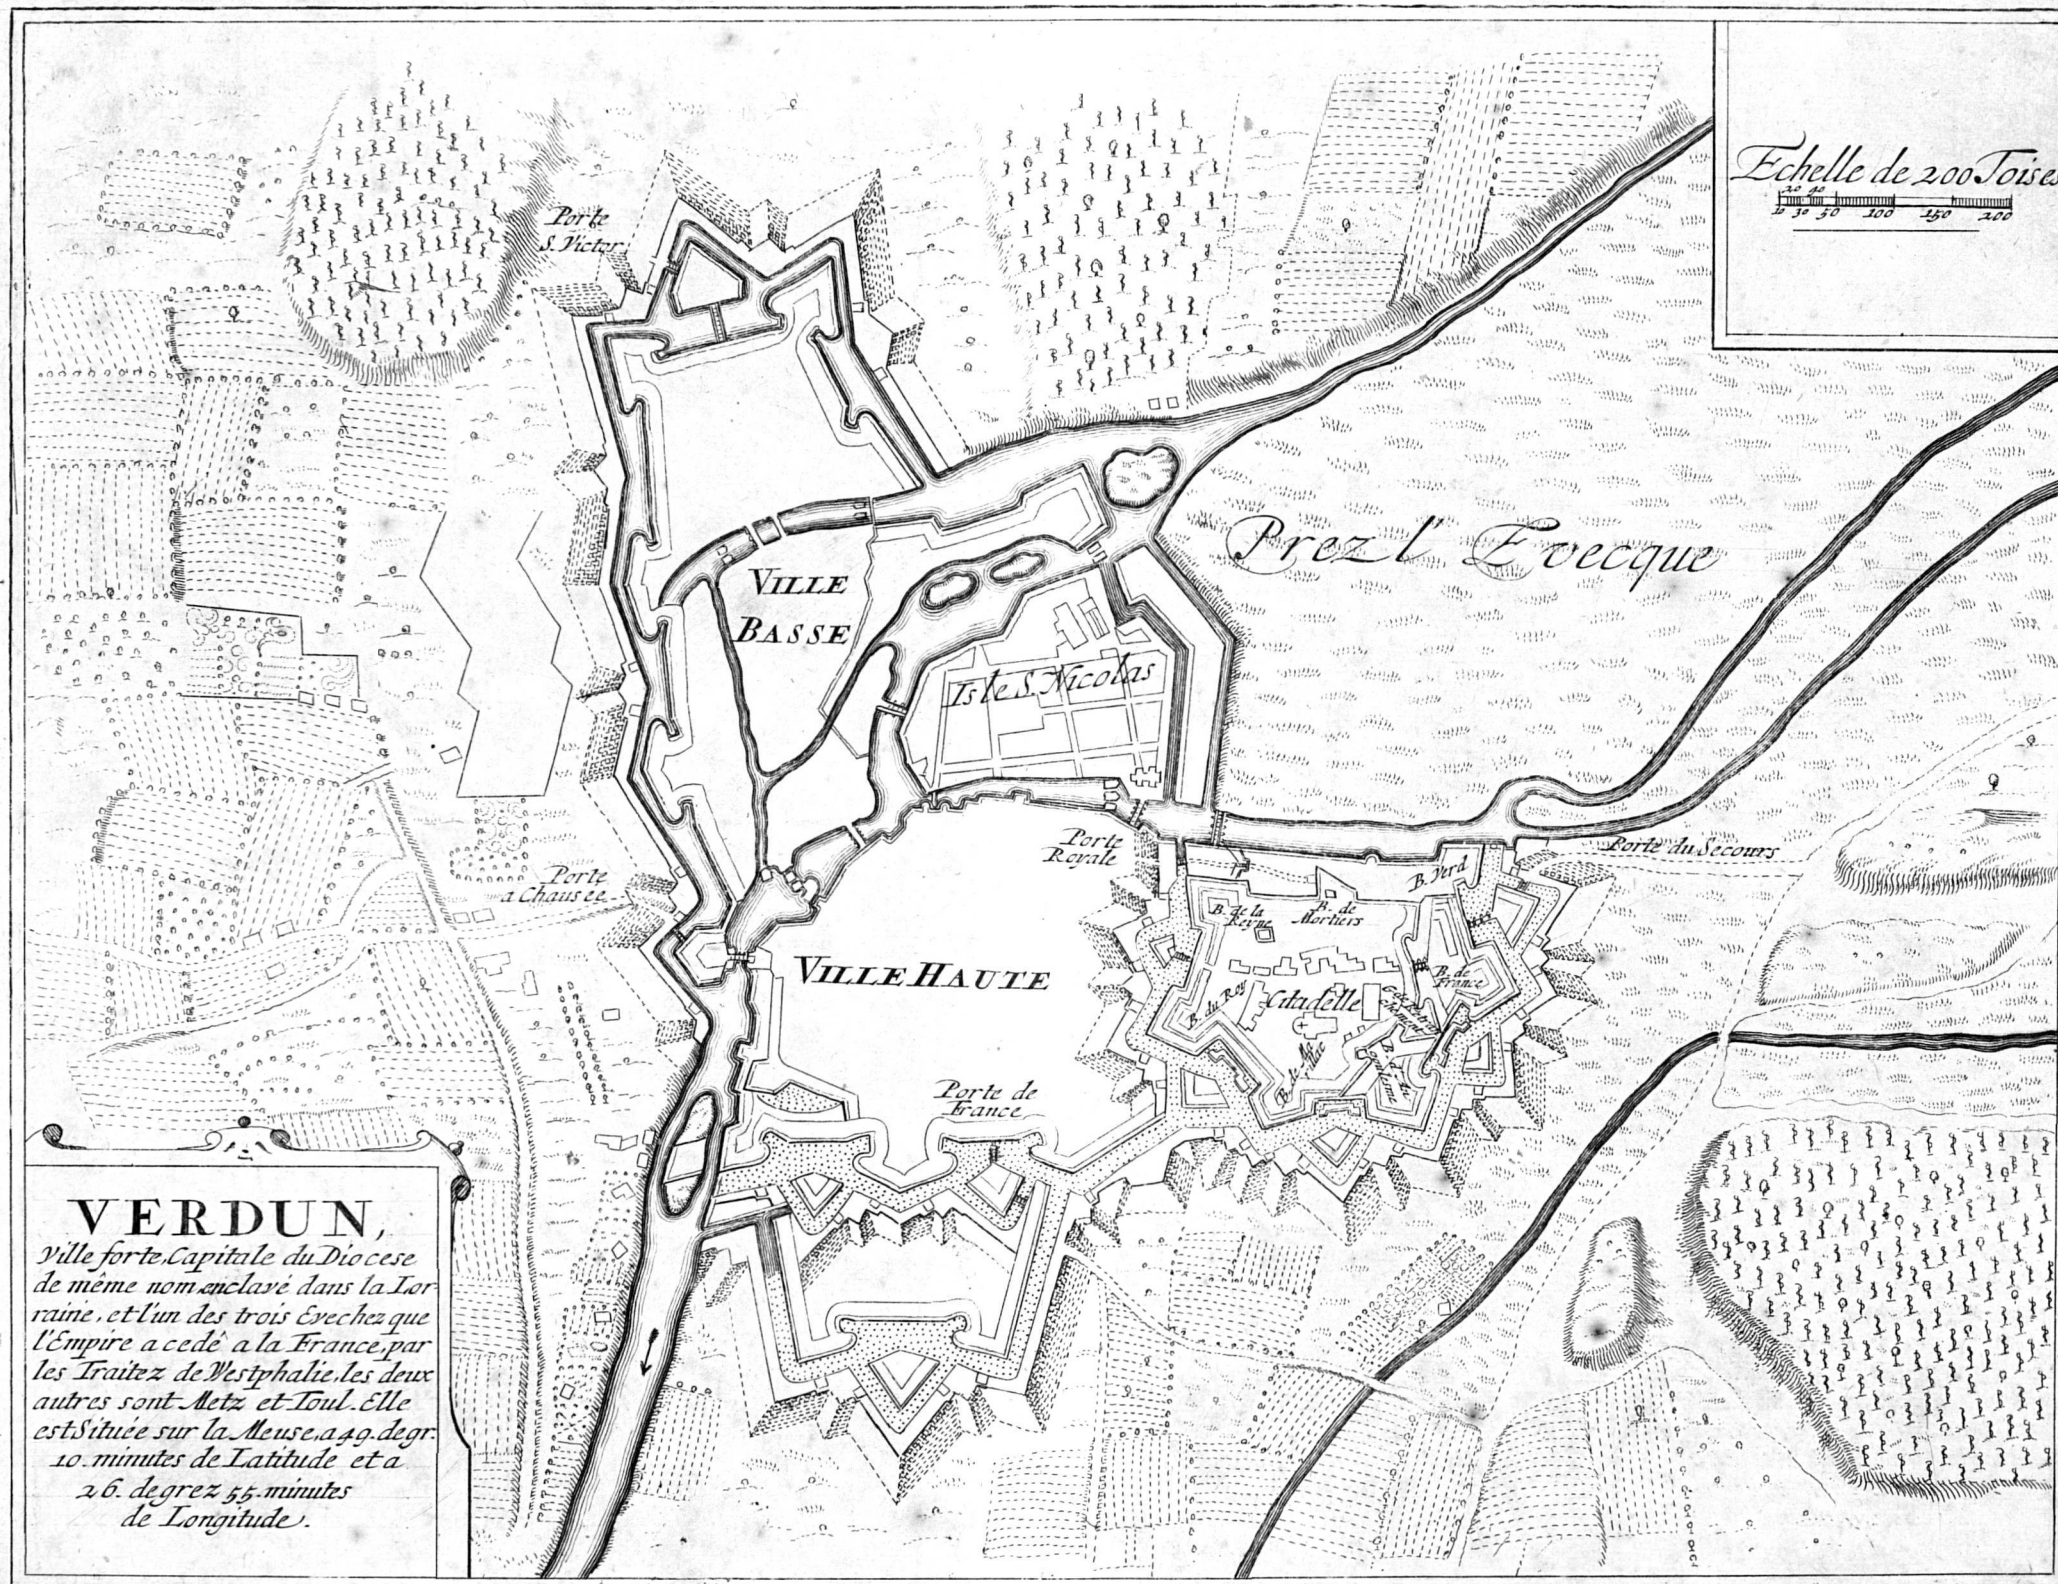 Echelle de 200 Toises
20 40
10 30 50 100 150 200
Porte
S. Victor
Prez l' Evecque
VILLE
BASSE
Isle S. Nicolas
Porte
Royale
Porte du Secours
B. Verd
Porte
a Chausée
B. de la
Reyne
B. de
Mortiers
VILLE HAUTE
B. de
France
B. du Roy
Citadelle
Porte de
France
VERDUN,
Ville forte, Capitale du Diocese
de même nom, enclavé dans la Lor
raine, et l'un des trois Evechez que
l'Empire a cedé a la France, par
les Traitez de Westphalie, les deux
autres sont Metz et Toul. Elle
est Située sur la Meuse, a 49. degr.
10. minutes de Latitude et a
26. degrez 55. minutes
de Longitude.